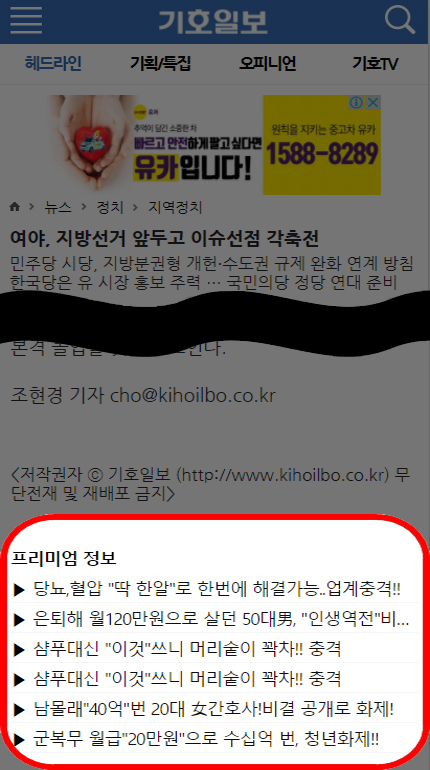 기호일보
헤드라인 기획/특집 오피니언 기호TV
유카
추억이 담긴 소중한 차
바르고 안전하게 팔고 싶다면
유카입니다!
원칙을 지키는 중고차 유카
1588-8289
뉴스 > 정치 > 지역정치
여야, 지방선거 앞두고 이슈선점 각축전
민주당 시당, 지방분권형 개헌·수도권 규제 완화 연계 방침
한국당은 유 시장 홍보 주력 … 국민의당 정당 연대 준비
조현경 기자 cho@kihoilbo.co.kr
<저작권자 ⓒ 기호일보 (http://www.kihoilbo.co.kr) 무
단전재 및 재배포 금지>
프리미엄 정보
▶ 당뇨,혈압 "딱 한알"로 한번에 해결가능..업계충격!!
▶ 은퇴해 월120만원으로 살던 50대男, "인생역전"비...
▶ 샴푸대신 "이것"쓰니 머리숱이 꽉차!! 충격
▶ 샴푸대신 "이것"쓰니 머리숱이 꽉차!! 충격
▶ 남몰래"40억"번 20대 女간호사!비결 공개로 화제!
▶ 군복무 월급"20만원"으로 수십억 번, 청년화제!!